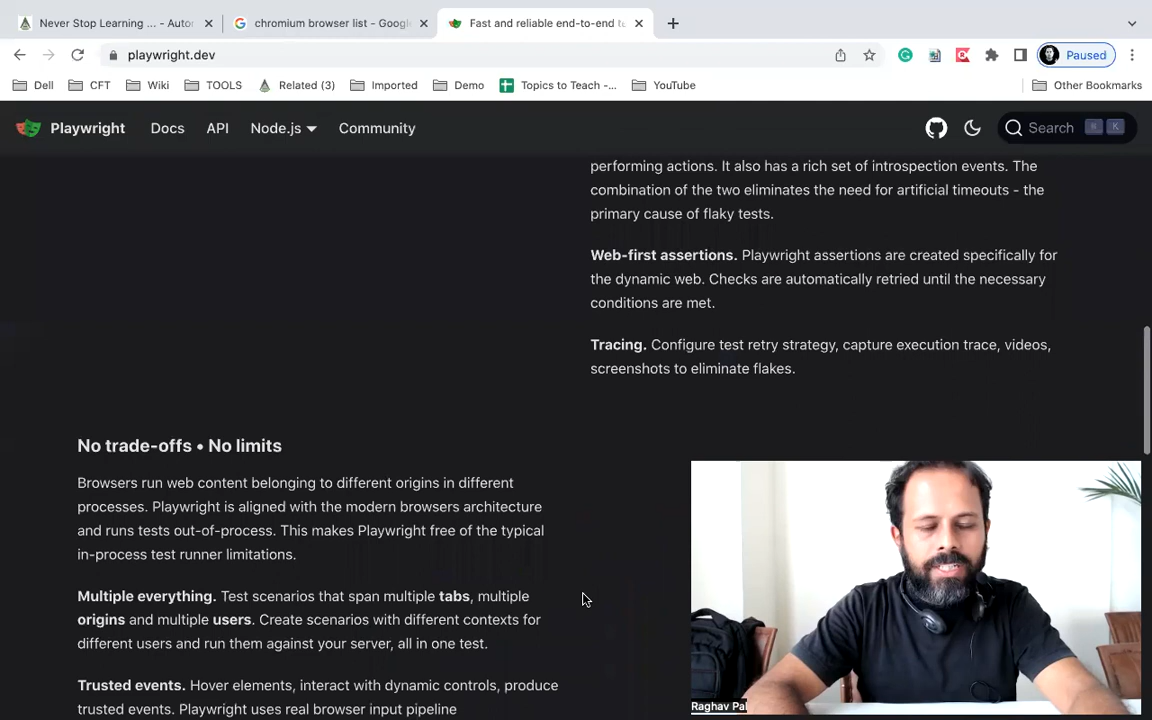 Never Stop Learning ... - Autor
chromium browser list - Google
Fast and reliable end-to-end te
playwright.dev
Paused
Dell
CFT
Wiki
TOOLS
Related (3)
Imported
Demo
Topics to Teach -...
YouTube
Other Bookmarks
Playwright
Docs
API
Node.js
Community
Search
K
performing actions. It also has a rich set of introspection events. The
combination of the two eliminates the need for artificial timeouts - the
primary cause of flaky tests.
Web-first assertions. Playwright assertions are created specifically for
the dynamic web. Checks are automatically retried until the necessary
conditions are met.
Tracing. Configure test retry strategy, capture execution trace, videos,
screenshots to eliminate flakes.
No trade-offs • No limits
Browsers run web content belonging to different origins in different
processes. Playwright is aligned with the modern browsers architecture
and runs tests out-of-process. This makes Playwright free of the typical
in-process test runner limitations.
Multiple everything. Test scenarios that span multiple tabs, multiple
origins and multiple users. Create scenarios with different contexts for
different users and run them against your server, all in one test.
Trusted events. Hover elements, interact with dynamic controls, produce
trusted events. Playwright uses real browser input pipeline
Raghav Pal